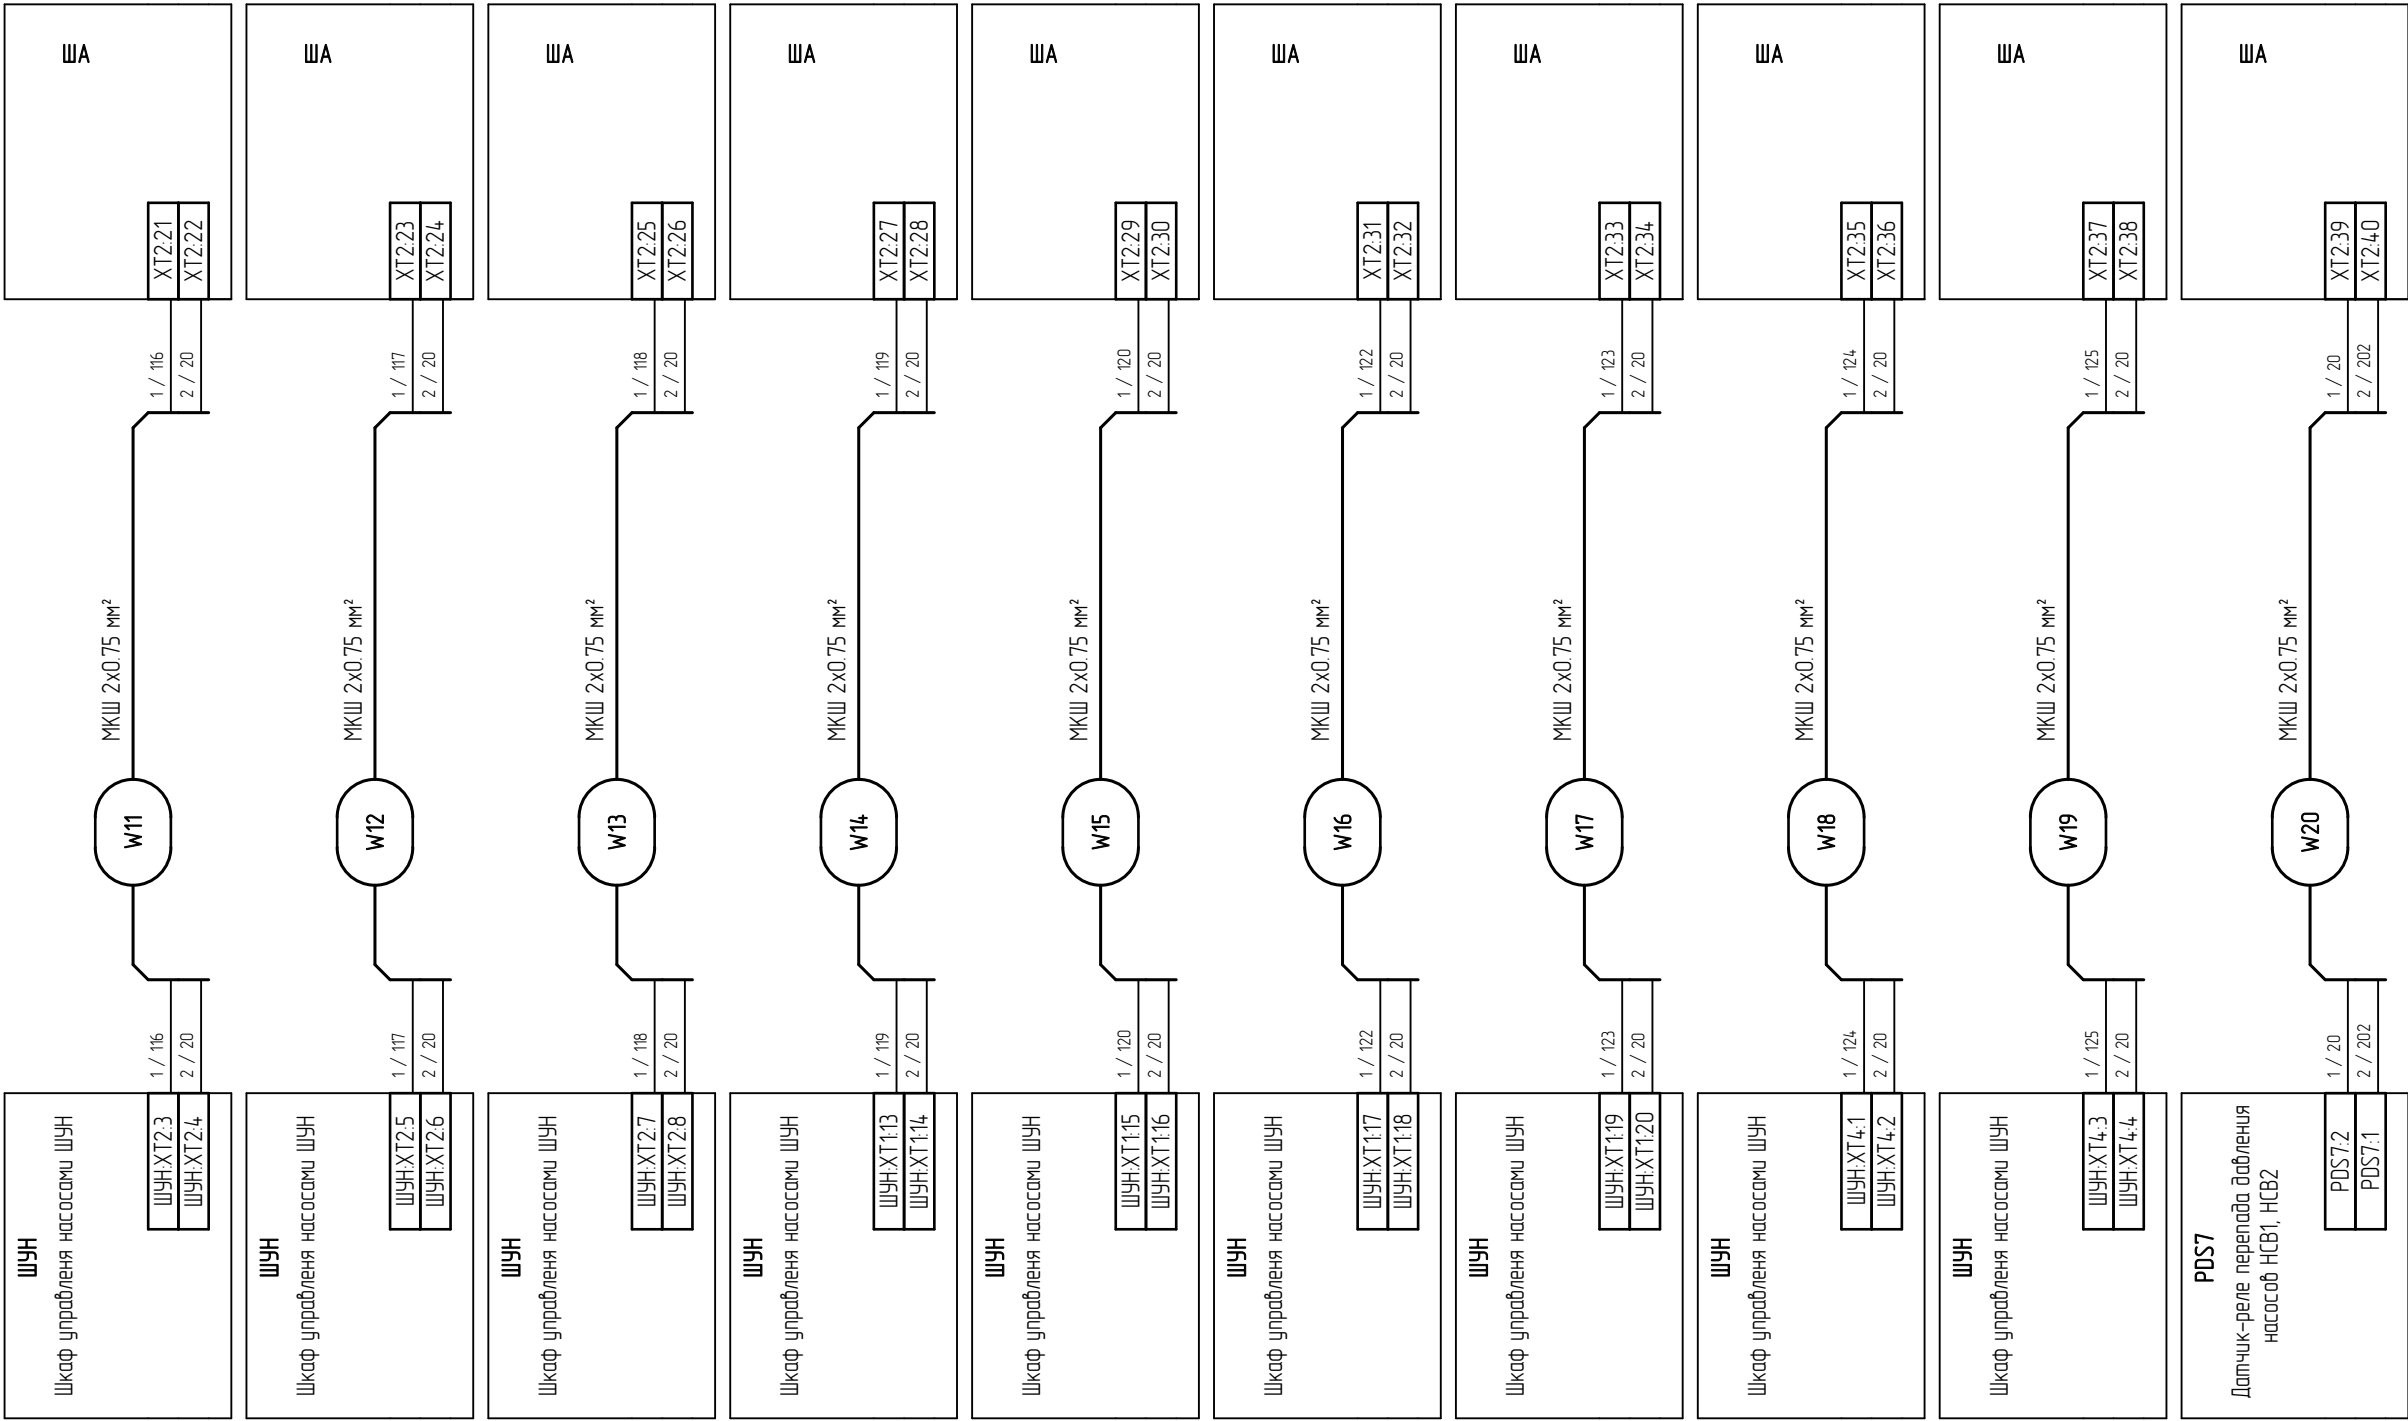 ША
XT2:21
XT2:22
1 / 116
2 / 20
МКШ 2x0.75 мм²
W11
1 / 116
2 / 20
ШУН
Шкаф управленя насосами ШУН
ШУН:XT2:3
ШУН:XT2:4
ША
XT2:23
XT2:24
1 / 117
2 / 20
МКШ 2x0.75 мм²
W12
1 / 117
2 / 20
ШУН
Шкаф управленя насосами ШУН
ШУН:XT2:5
ШУН:XT2:6
ША
XT2:25
XT2:26
1 / 118
2 / 20
МКШ 2x0.75 мм²
W13
1 / 118
2 / 20
ШУН
Шкаф управленя насосами ШУН
ШУН:XT2:7
ШУН:XT2:8
ША
XT2:27
XT2:28
1 / 119
2 / 20
МКШ 2x0.75 мм²
W14
1 / 119
2 / 20
ШУН
Шкаф управленя насосами ШУН
ШУН:XT1:13
ШУН:XT1:14
ША
XT2:29
XT2:30
1 / 120
2 / 20
МКШ 2x0.75 мм²
W15
1 / 120
2 / 20
ШУН
Шкаф управленя насосами ШУН
ШУН:XT1:15
ШУН:XT1:16
ША
XT2:31
XT2:32
1 / 122
2 / 20
МКШ 2x0.75 мм²
W16
1 / 122
2 / 20
ШУН
Шкаф управленя насосами ШУН
ШУН:XT1:17
ШУН:XT1:18
ША
XT2:33
XT2:34
1 / 123
2 / 20
МКШ 2x0.75 мм²
W17
1 / 123
2 / 20
ШУН
Шкаф управленя насосами ШУН
ШУН:XT1:19
ШУН:XT1:20
ША
XT2:35
XT2:36
1 / 124
2 / 20
МКШ 2x0.75 мм²
W18
1 / 124
2 / 20
ШУН
Шкаф управленя насосами ШУН
ШУН:XT4:1
ШУН:XT4:2
ША
XT2:37
XT2:38
1 / 125
2 / 20
МКШ 2x0.75 мм²
W19
1 / 125
2 / 20
ШУН
Шкаф управленя насосами ШУН
ШУН:XT4:3
ШУН:XT4:4
ША
XT2:39
XT2:40
1 / 20
2 / 202
МКШ 2x0.75 мм²
W20
1 / 20
2 / 202
PDS7
Датчик-реле перепада давления
насосов НСВ1, НСВ2
PDS7:2
PDS7:1